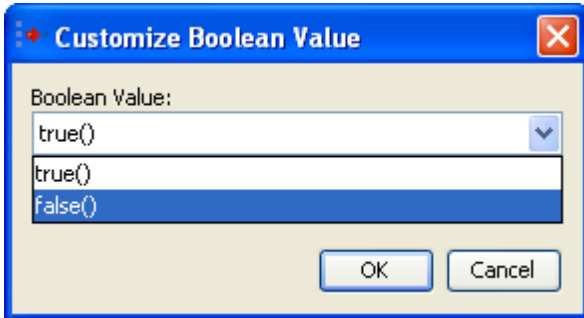 Customize Boolean Value
Boolean Value:
true()
true()
false()
OK Cancel